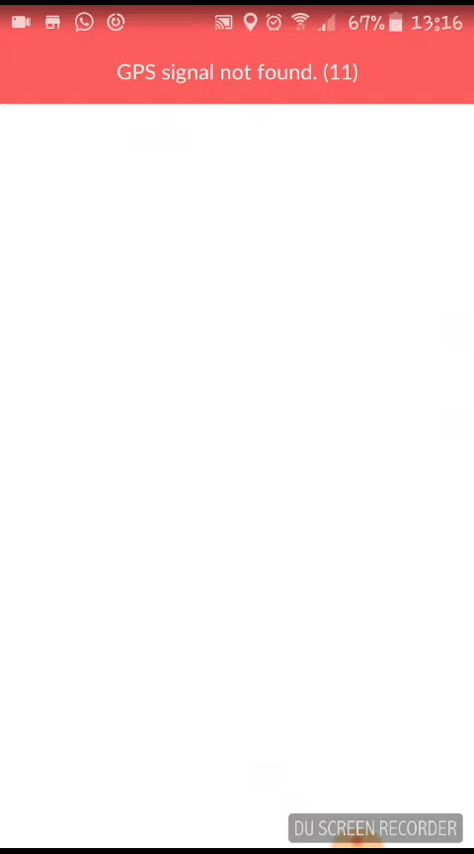 67% 13:16
GPS signal not found. (11)
DU SCREEN RECORDER